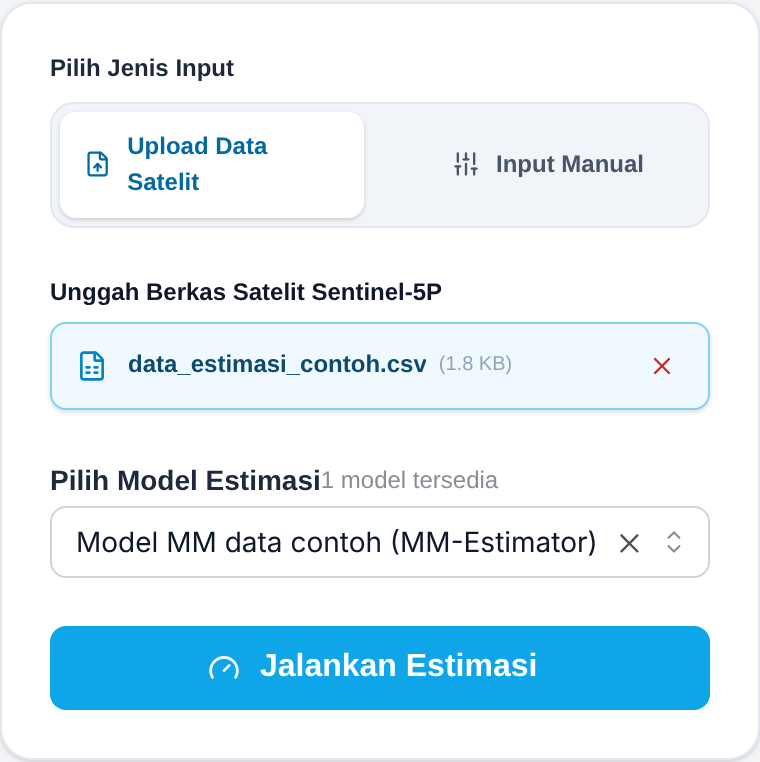 Pilih Jenis Input
Upload Data
Satelit
Input Manual
Unggah Berkas Satelit Sentinel-5P
data_estimasi_contoh.csv (1.8 KB)
Pilih Model Estimasi1 model tersedia
Model MM data contoh (MM-Estimator)
Jalankan Estimasi